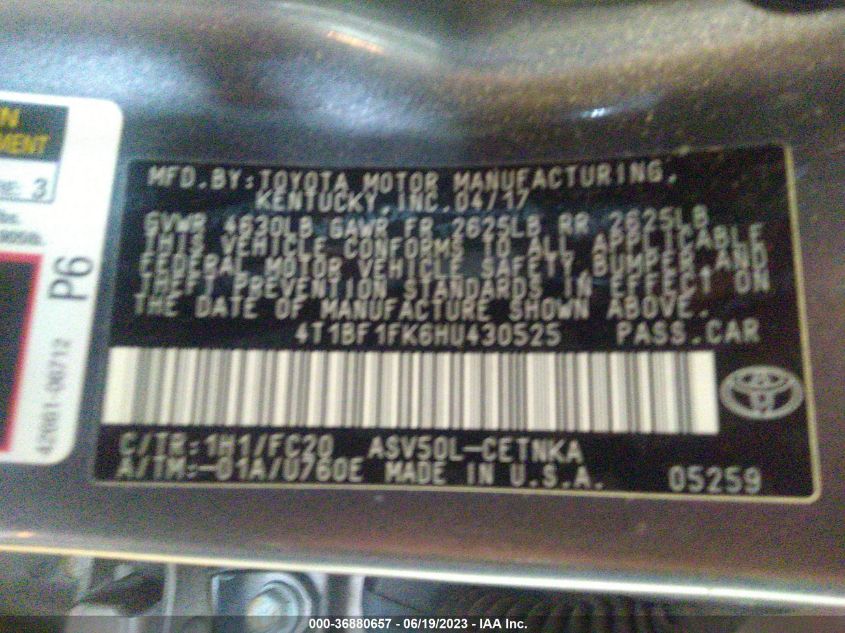 MFD.BY:TOYOTA MOTOR MANUFACTURING,
KENTUCKY,INC.04/17
GVWR 4630LB GAWR FR 2625LB RR 2625LB
THIS VEHICLE CONFORMS TO ALL APPLICABLE
FEDERAL MOTOR VEHICLE SAFETY,BUMPER,AND
THEFT PREVENTION STANDARDS IN EFFECT ON
THE DATE OF MANUFACTURE SHOWN ABOVE.
4T1BF1FK6HU430525 PASS.CAR
C/TR:1H1/FC20 ASV50L-CETNKA
A/TM:-01A/U760E MADE IN U.S.A. 05259
3
P6
42661-06712
000-36880657 - 06/19/2023 - IAA Inc.